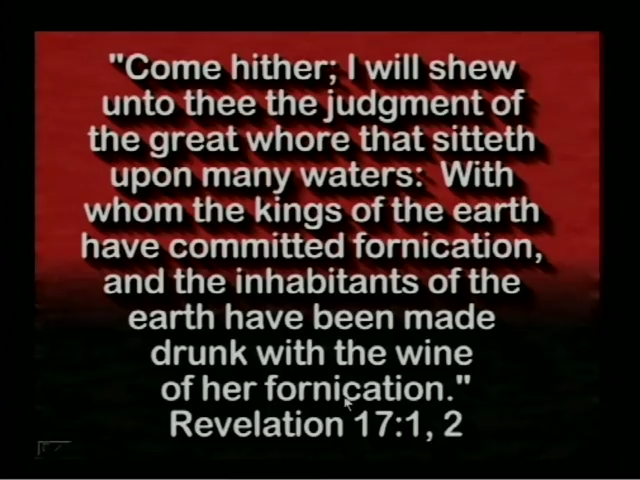 "Come hither; I will shew
unto thee the judgment of
the great whore that sitteth
upon many waters:  With
whom the kings of the earth
have committed fornication,
and the inhabitants of the
earth have been made
drunk with the wine
of her fornication."
Revelation 17:1, 2